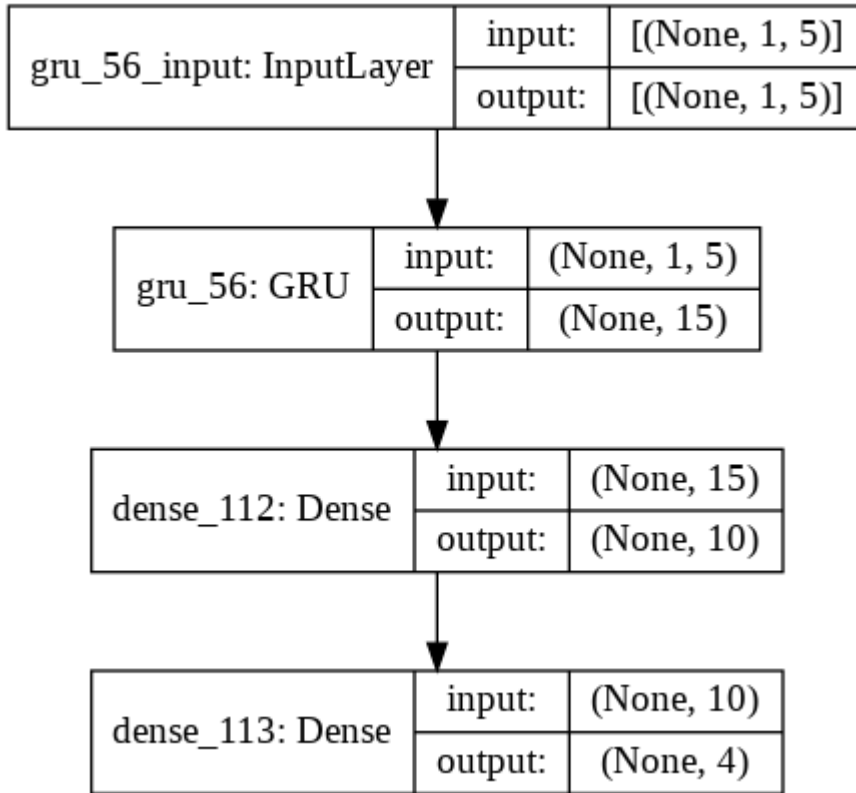 gru_56_input: InputLayer
input:
[(None, 1, 5)]
output:
[(None, 1, 5)]
gru_56: GRU
input:
(None, 1, 5)
output:
(None, 15)
dense_112: Dense
input:
(None, 15)
output:
(None, 10)
dense_113: Dense
input:
(None, 10)
output:
(None, 4)